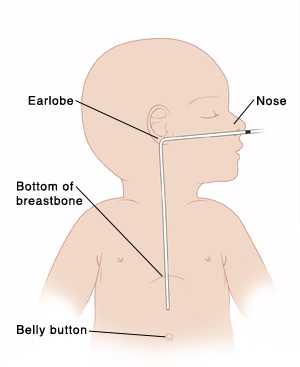 Earlobe
Nose
Bottom of
breastbone
Belly button